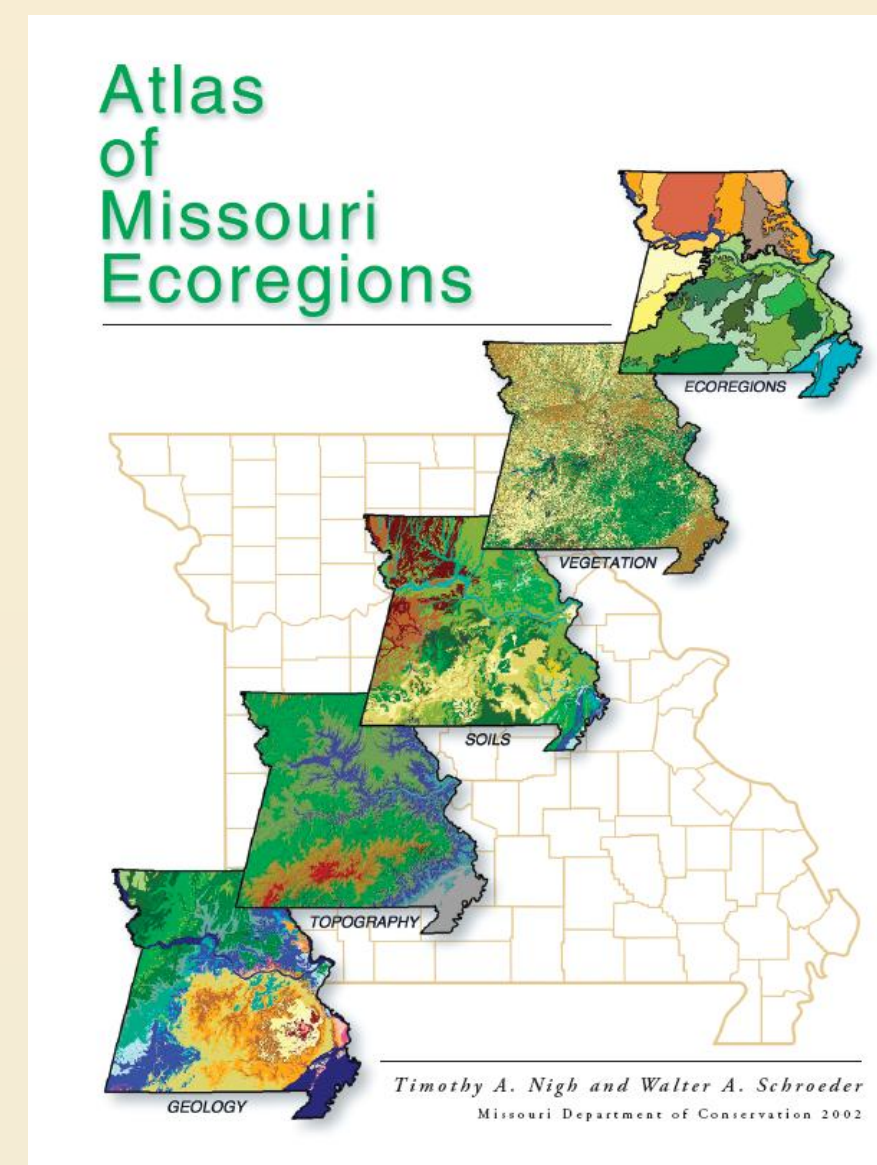 Atlas
of
Missouri
Ecoregions
ECOREGIONS
VEGETATION
SOILS
TOPOGRAPHY
GEOLOGY
Timothy A. Nigh and Walter A. Schroeder
Missouri Department of Conservation 2002